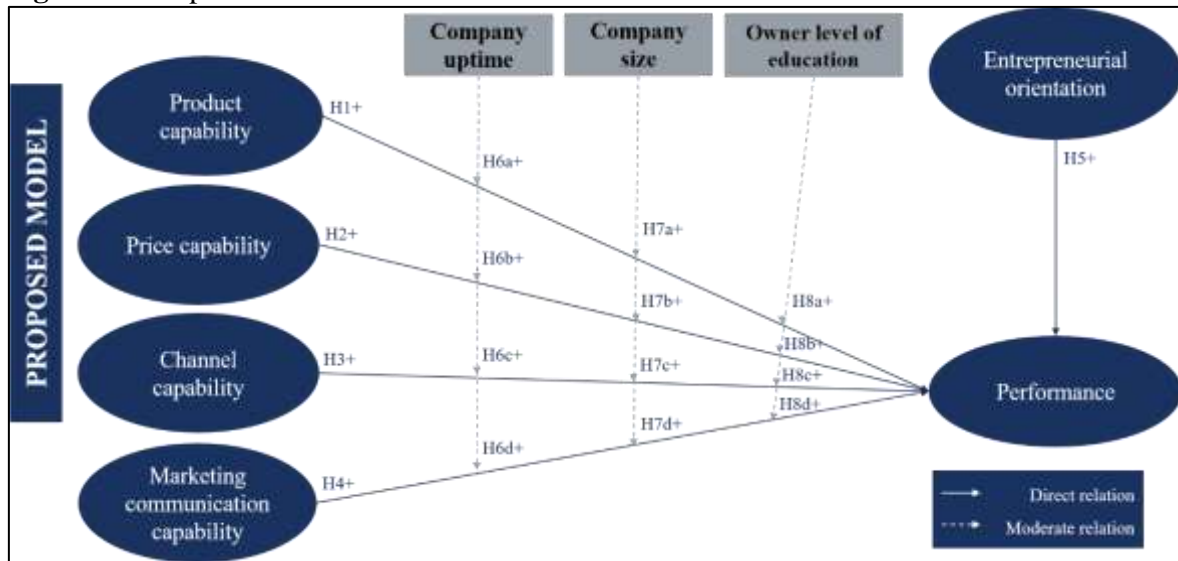 PROPOSED MODEL
Company
uptime
Company
size
Owner level of
education
Entrepreneurial
orientation
Product
capability
H1+
H6a+
H5+
Price capability
H2+
H7a+
H6b+
H7b+
H8a+
H8b+
Channel
capability
H3+
H6c+
H7c+
H8c+
Performance
H8d+
H7d+
H6d+
Marketing
communication
capability
H4+
Direct relation
Moderate relation